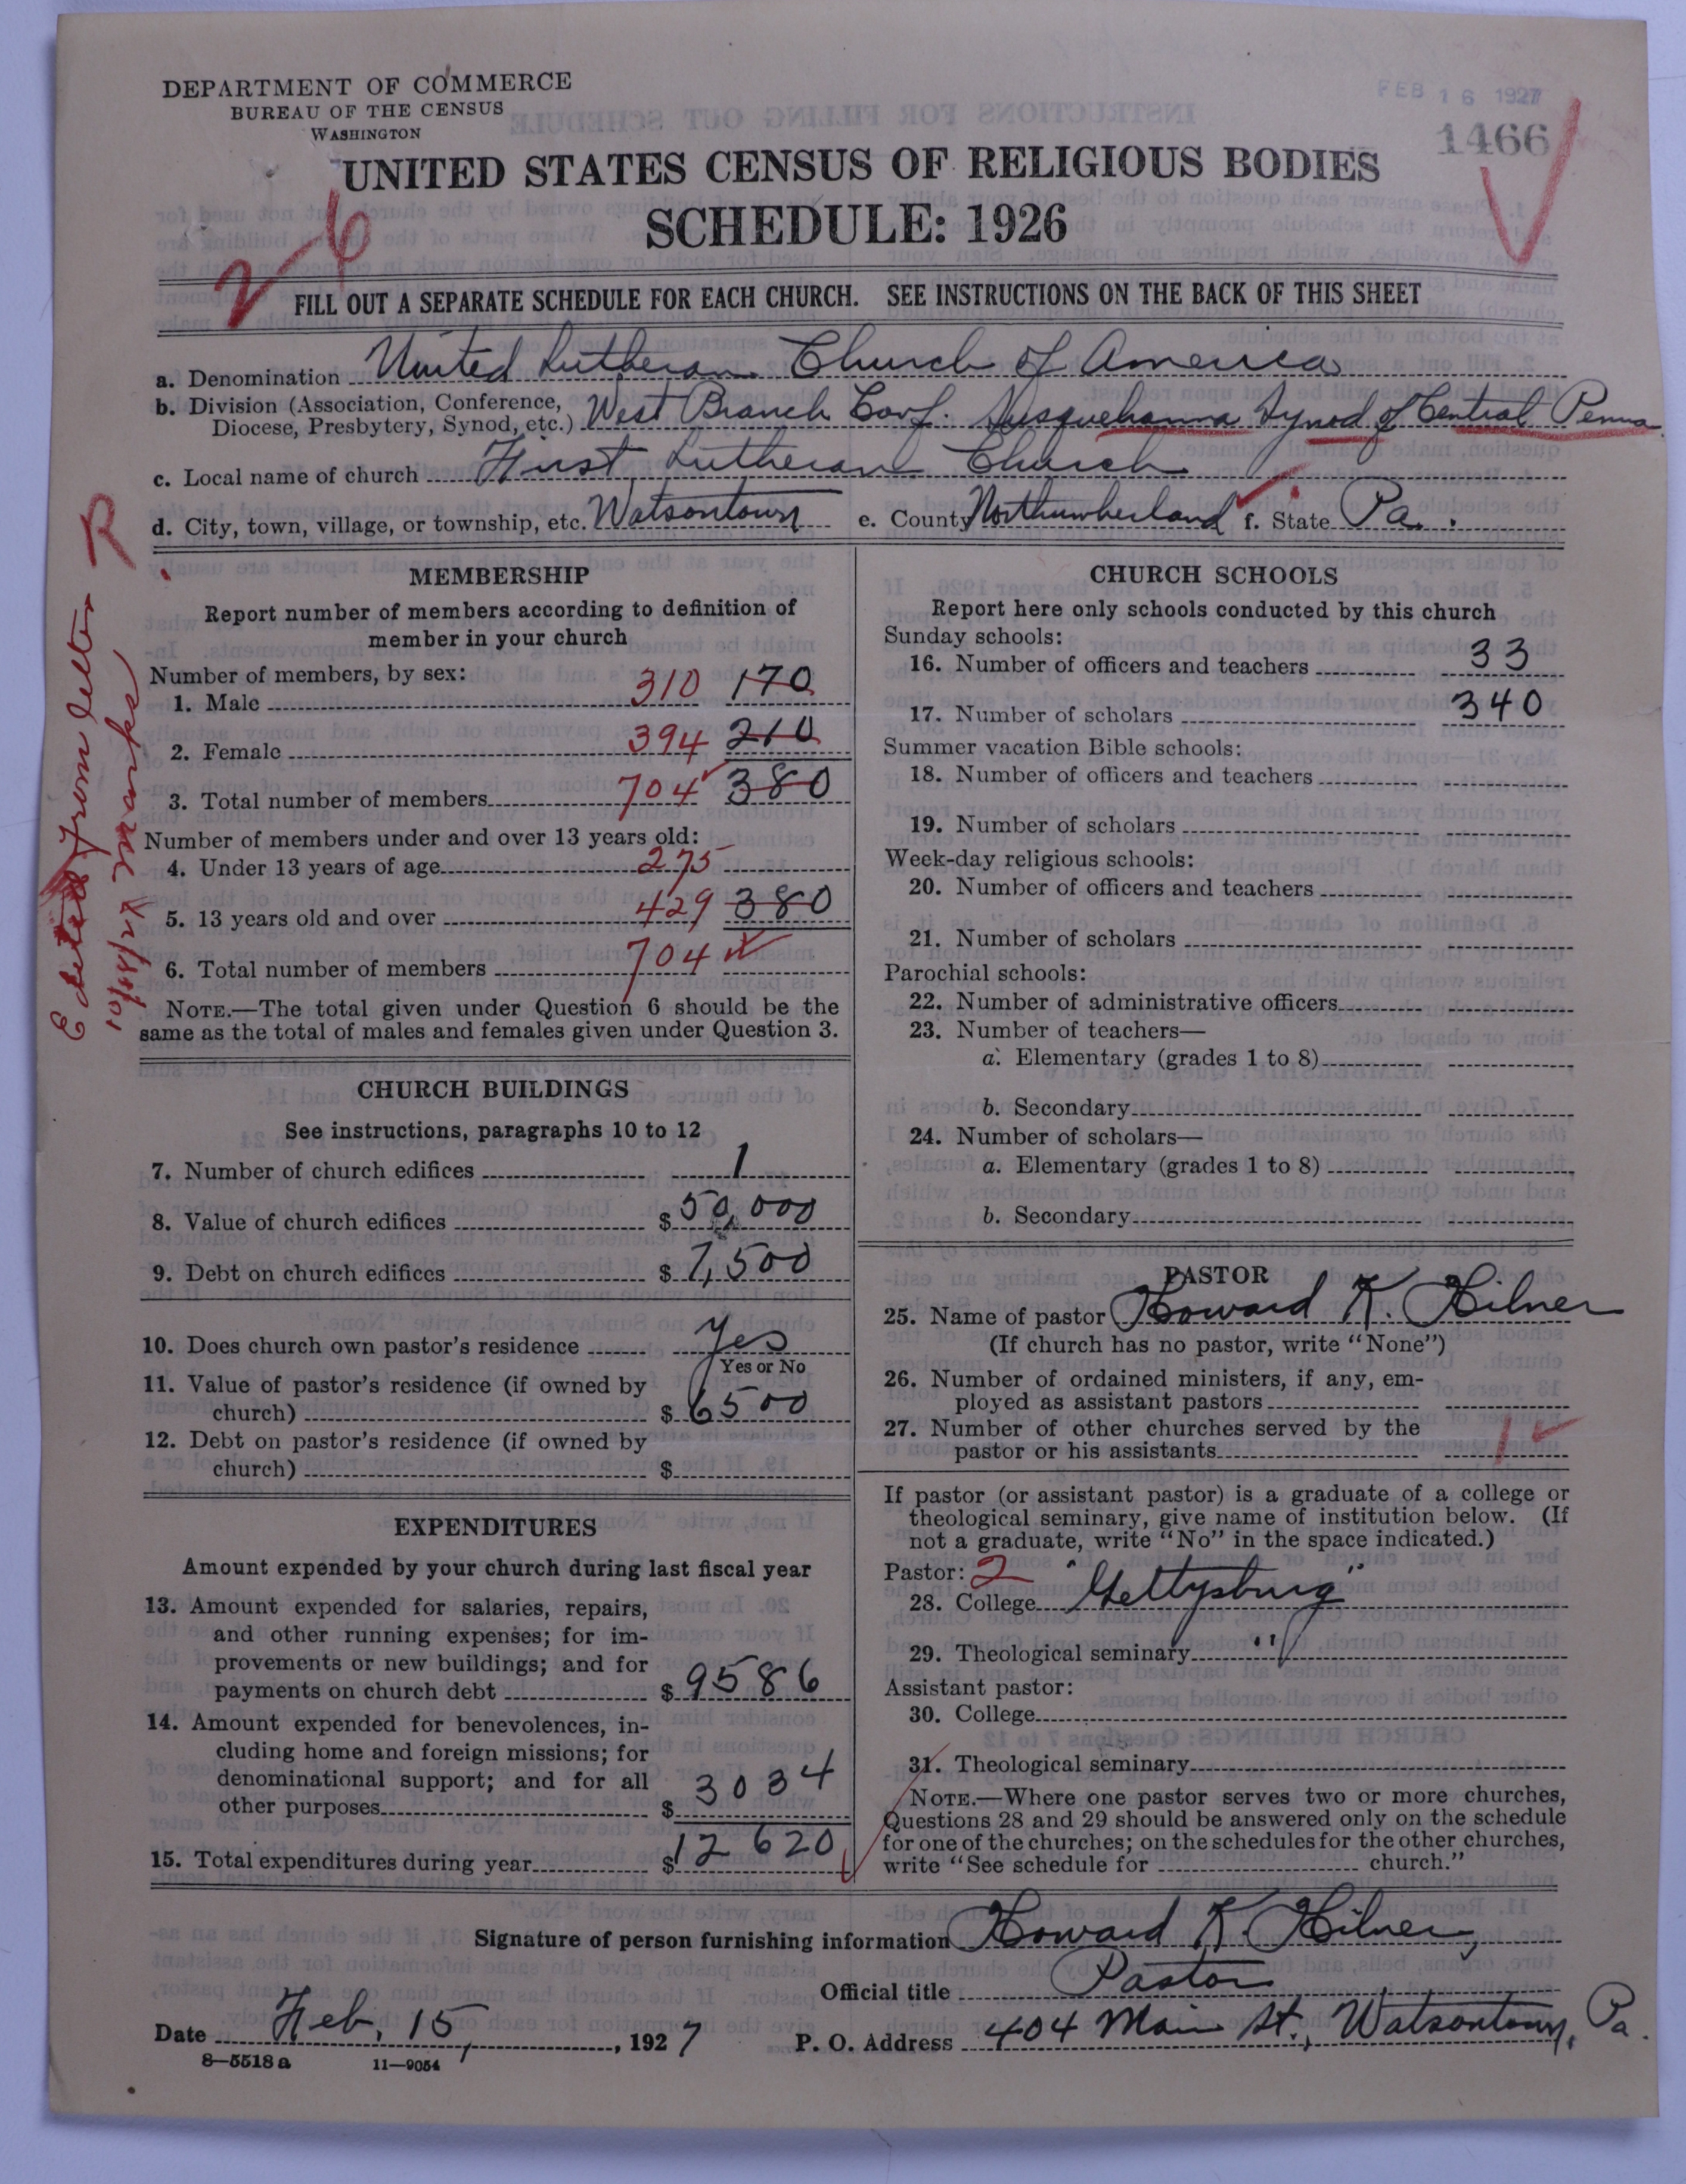 DEPARTMENT OF COMMERCE
BUREAU OF THE CENSUS
WASHINGTON
FEB 16 1927
1466
UNITED STATES CENSUS OF RELIGIOUS BODIES
SCHEDULE: 1926
26
FILL OUT A SEPARATE SCHEDULE FOR EACH CHURCH. SEE INSTRUCTIONS ON THE BACK OF THIS SHEET
a. Denomination United Lutheran Church of America
b. Division (Association, Conference, Diocese, Presbytery, Synod, etc.) West Branch Conf. Susquehanna Synod of Central Penna
c. Local name of church First Lutheran Church
d. City, town, village, or township, etc. Watsontown e. County Northumberland f. State Pa.
R
Edited from letter
10/28/27 Marks
MEMBERSHIP
Report number of members according to definition of
member in your church
Number of members, by sex:
1. Male 310 170
2. Female 394 210
3. Total number of members 704 380
Number of members under and over 13 years old:
4. Under 13 years of age 275
5. 13 years old and over 429 380
6. Total number of members 704
NOTE.—The total given under Question 6 should be the
same as the total of males and females given under Question 3.
CHURCH BUILDINGS
See instructions, paragraphs 10 to 12
7. Number of church edifices 1
8. Value of church edifices $ 50,000
9. Debt on church edifices $ 7,500
10. Does church own pastor's residence Yes
Yes or No
11. Value of pastor's residence (if owned by
church) $ 6500
12. Debt on pastor's residence (if owned by
church) $
EXPENDITURES
Amount expended by your church during last fiscal year
13. Amount expended for salaries, repairs,
and other running expenses; for im-
provements or new buildings; and for
payments on church debt $ 9586
14. Amount expended for benevolences, in-
cluding home and foreign missions; for
denominational support; and for all
other purposes $ 3034
15. Total expenditures during year $ 12620
CHURCH SCHOOLS
Report here only schools conducted by this church
Sunday schools:
16. Number of officers and teachers 33
17. Number of scholars 340
Summer vacation Bible schools:
18. Number of officers and teachers
19. Number of scholars
Week-day religious schools:
20. Number of officers and teachers
21. Number of scholars
Parochial schools:
22. Number of administrative officers
23. Number of teachers—
a. Elementary (grades 1 to 8)
b. Secondary
24. Number of scholars—
a. Elementary (grades 1 to 8)
b. Secondary
PASTOR
25. Name of pastor Howard K. Hilner
(If church has no pastor, write "None")
26. Number of ordained ministers, if any, em-
ployed as assistant pastors
27. Number of other churches served by the
pastor or his assistants 1
If pastor (or assistant pastor) is a graduate of a college or
theological seminary, give name of institution below. (If
not a graduate, write "No" in the space indicated.)
Pastor: 2
28. College "Gettysburg"
29. Theological seminary "
Assistant pastor:
30. College
31. Theological seminary
NOTE.—Where one pastor serves two or more churches,
Questions 28 and 29 should be answered only on the schedule
for one of the churches; on the schedules for the other churches,
write "See schedule for church."
Signature of person furnishing information Howard K. Hilner,
Official title Pastor
Date Feb. 15, 1927 P. O. Address 404 Main St., Watsontown, Pa.
8—5518a 11—9054